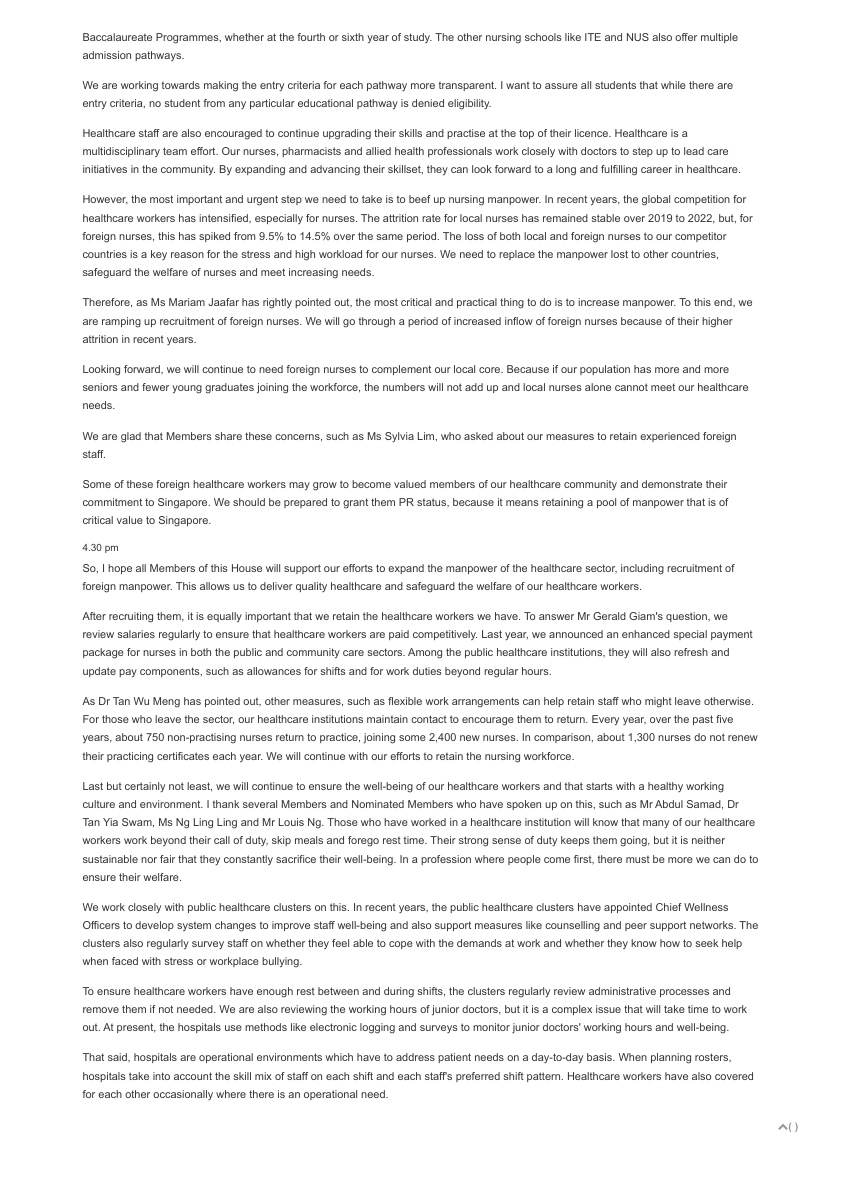 Baccalaureate Programmes, whether at the fourth or sixth year of study. The other nursing schools like ITE and NUS also offer multiple
admission pathways.
We are working towards making the entry criteria for each pathway more transparent. I want to assure all students that while there are
entry criteria, no student from any particular educational pathway is denied eligibility.
Healthcare staff are also encouraged to continue upgrading their skills and practise at the top of their licence. Healthcare is a
multidisciplinary team effort. Our nurses, pharmacists and allied health professionals work closely with doctors to step up to lead care
initiatives in the community. By expanding and advancing their skillset, they can look forward to a long and fulfilling career in healthcare.
However, the most important and urgent step we need to take is to beef up nursing manpower. In recent years, the global competition for
healthcare workers has intensified, especially for nurses. The attrition rate for local nurses has remained stable over 2019 to 2022, but, for
foreign nurses, this has spiked from 9.5% to 14.5% over the same period. The loss of both local and foreign nurses to our competitor
countries is a key reason for the stress and high workload for our nurses. We need to replace the manpower lost to other countries,
safeguard the welfare of nurses and meet increasing needs.
Therefore, as Ms Mariam Jaafar has rightly pointed out, the most critical and practical thing to do is to increase manpower. To this end, we
are ramping up recruitment of foreign nurses. We will go through a period of increased inflow of foreign nurses because of their higher
attrition in recent years.
Looking forward, we will continue to need foreign nurses to complement our local core. Because if our population has more and more
seniors and fewer young graduates joining the workforce, the numbers will not add up and local nurses alone cannot meet our healthcare
needs.
We are glad that Members share these concerns, such as Ms Sylvia Lim, who asked about our measures to retain experienced foreign
staff.
Some of these foreign healthcare workers may grow to become valued members of our healthcare community and demonstrate their
commitment to Singapore. We should be prepared to grant them PR status, because it means retaining a pool of manpower that is of
critical value to Singapore.
4.30 pm
So, I hope all Members of this House will support our efforts to expand the manpower of the healthcare sector, including recruitment of
foreign manpower. This allows us to deliver quality healthcare and safeguard the welfare of our healthcare workers.
After recruiting them, it is equally important that we retain the healthcare workers we have. To answer Mr Gerald Giam's question, we
review salaries regularly to ensure that healthcare workers are paid competitively. Last year, we announced an enhanced special payment
package for nurses in both the public and community care sectors. Among the public healthcare institutions, they will also refresh and
update pay components, such as allowances for shifts and for work duties beyond regular hours.
As Dr Tan Wu Meng has pointed out, other measures, such as flexible work arrangements can help retain staff who might leave otherwise.
For those who leave the sector, our healthcare institutions maintain contact to encourage them to return. Every year, over the past five
years, about 750 non-practising nurses return to practice, joining some 2,400 new nurses. In comparison, about 1,300 nurses do not renew
their practicing certificates each year. We will continue with our efforts to retain the nursing workforce.
Last but certainly not least, we will continue to ensure the well-being of our healthcare workers and that starts with a healthy working
culture and environment. I thank several Members and Nominated Members who have spoken up on this, such as Mr Abdul Samad, Dr
Tan Yia Swam, Ms Ng Ling Ling and Mr Louis Ng. Those who have worked in a healthcare institution will know that many of our healthcare
workers work beyond their call of duty, skip meals and forego rest time. Their strong sense of duty keeps them going, but it is neither
sustainable nor fair that they constantly sacrifice their well-being. In a profession where people come first, there must be more we can do to
ensure their welfare.
We work closely with public healthcare clusters on this. In recent years, the public healthcare clusters have appointed Chief Wellness
Officers to develop system changes to improve staff well-being and also support measures like counselling and peer support networks. The
clusters also regularly survey staff on whether they feel able to cope with the demands at work and whether they know how to seek help
when faced with stress or workplace bullying.
To ensure healthcare workers have enough rest between and during shifts, the clusters regularly review administrative processes and
remove them if not needed. We are also reviewing the working hours of junior doctors, but it is a complex issue that will take time to work
out. At present, the hospitals use methods like electronic logging and surveys to monitor junior doctors' working hours and well-being.
That said, hospitals are operational environments which have to address patient needs on a day-to-day basis. When planning rosters,
hospitals take into account the skill mix of staff on each shift and each staff's preferred shift pattern. Healthcare workers have also covered
for each other occasionally where there is an operational need.
( )